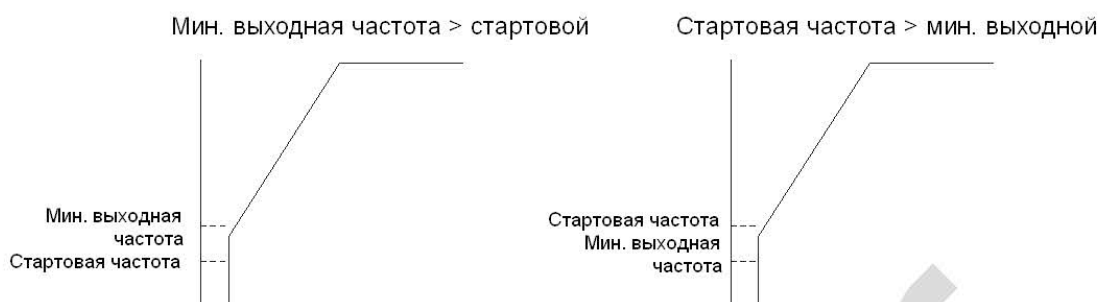 Мин. выходная частота > стартовой
Стартовая частота > мин. выходной
Мин. выходная
частота
Стартовая частота
Стартовая частота
Мин. выходная
частота